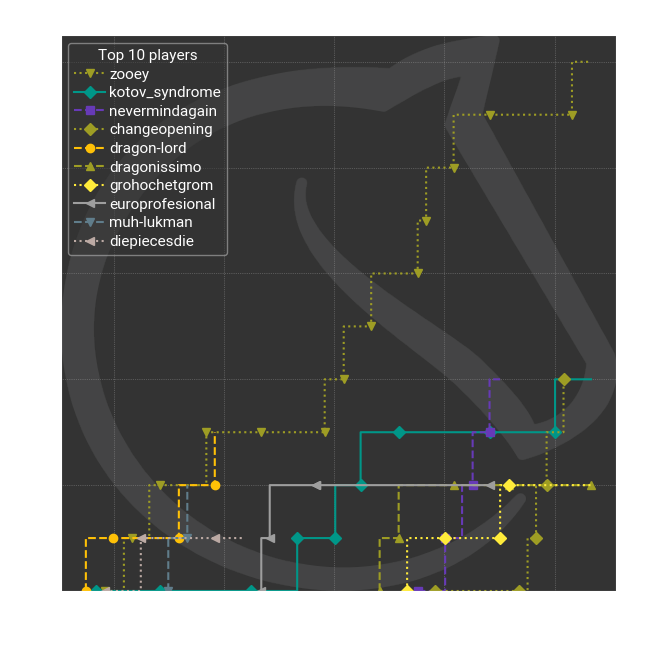 Top 10 players
zooey
kotov_syndrome
nevermindagain
changeopening
dragon-lord
dragonissimo
grohochetgrom
europrofesional
muh-lukman
diepiecesdie